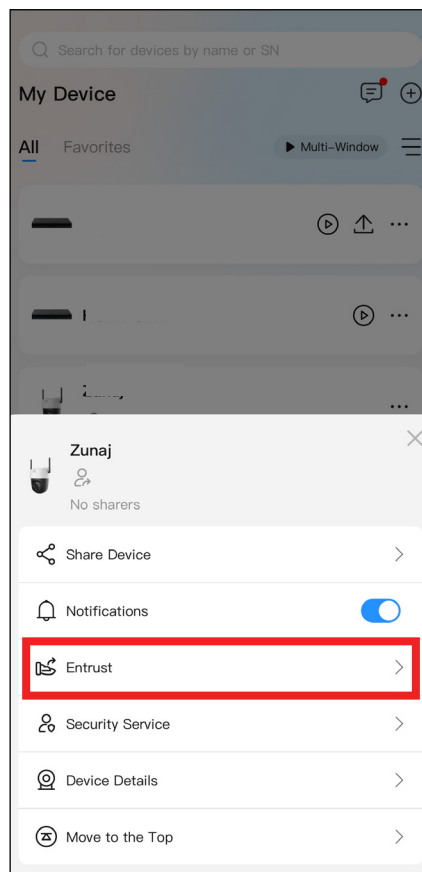 Search for devices by name or SN
My Device
All Favorites Multi-Window
Zunaj
No sharers
Share Device
Notifications
Entrust
Security Service
Device Details
Move to the Top